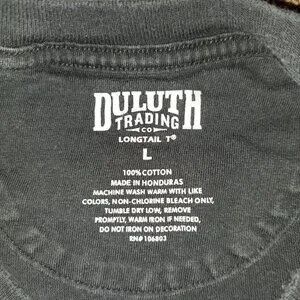 DULUTH
TRADING
CO
LONGTAIL T®
L
100% COTTON
MADE IN HONDURAS
MACHINE WASH WARM WITH LIKE
COLORS, NON-CHLORINE BLEACH ONLY,
TUMBLE DRY LOW, REMOVE
PROMPTLY, WARM IRON IF NEEDED,
DO NOT IRON ON DECORATION
RN#106803